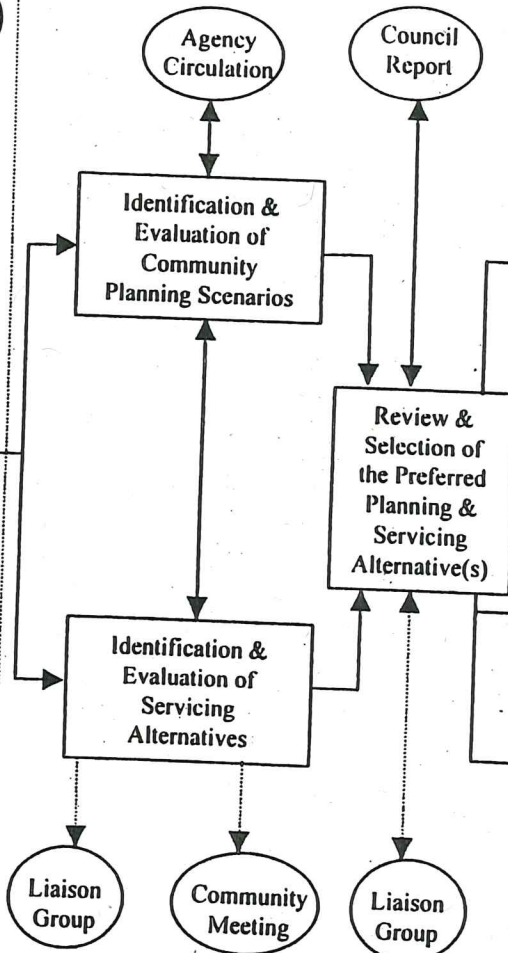 Agency
Circulation
Council
Report
Identification &
Evaluation of
Community
Planning Scenarios
Review &
Selection of
the Preferred
Planning &
Servicing
Alternative(s)
Identification &
Evaluation of
Servicing
Alternatives
Liaison
Group
Community
Meeting
Liaison
Group